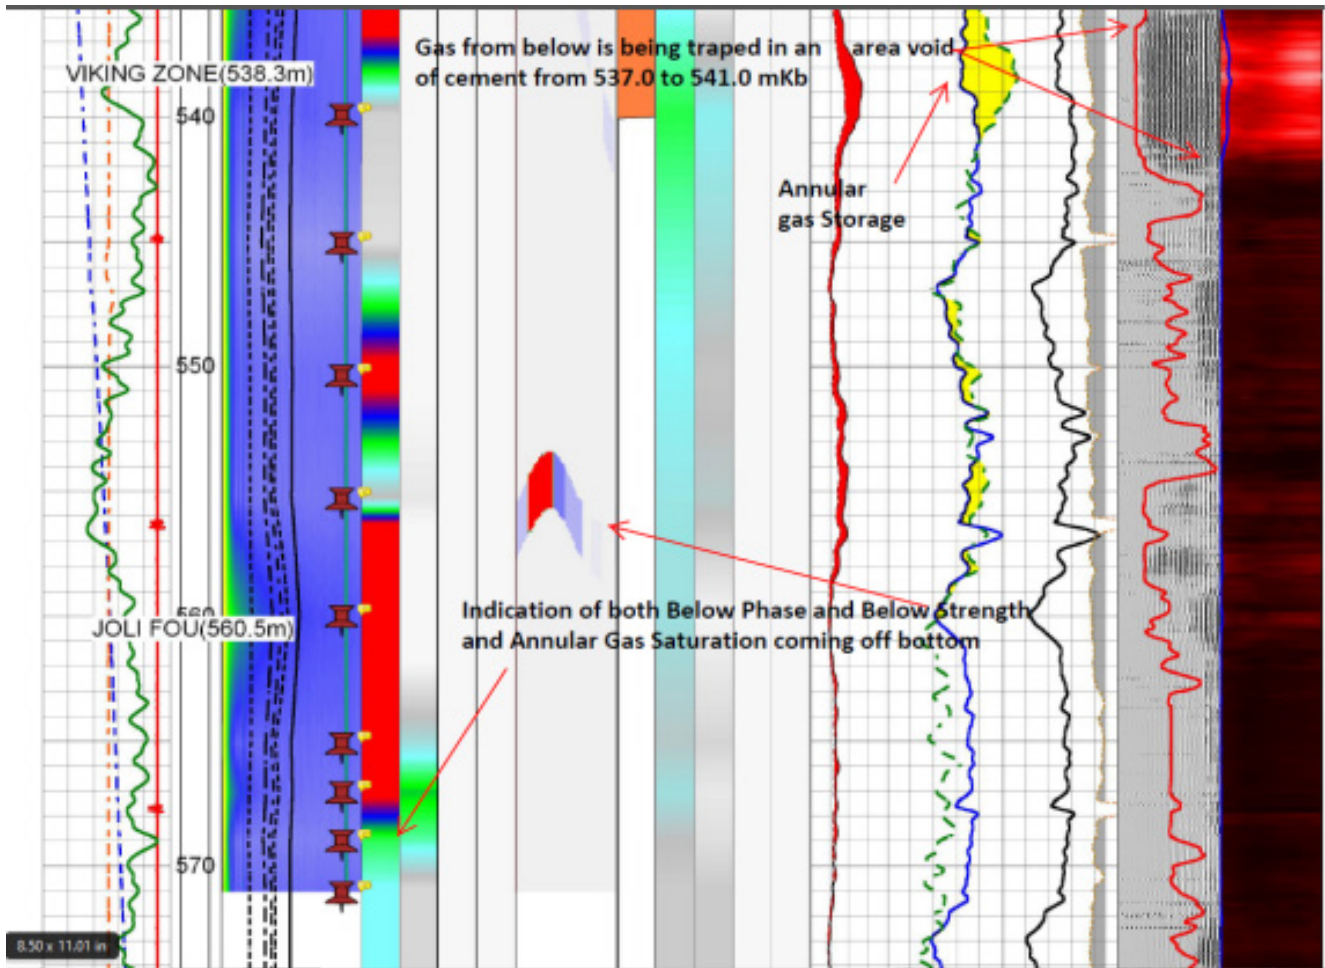 Gas from below is being traped in an area void
of cement from 537.0 to 541.0 mKb
VIKING ZONE(538.3m)
540
Annular
gas Storage
550
560
JOLI FOU(560.5m)
Indication of both Below Phase and Below Strength
and Annular Gas Saturation coming off bottom
570
8.50 x 11.01 in